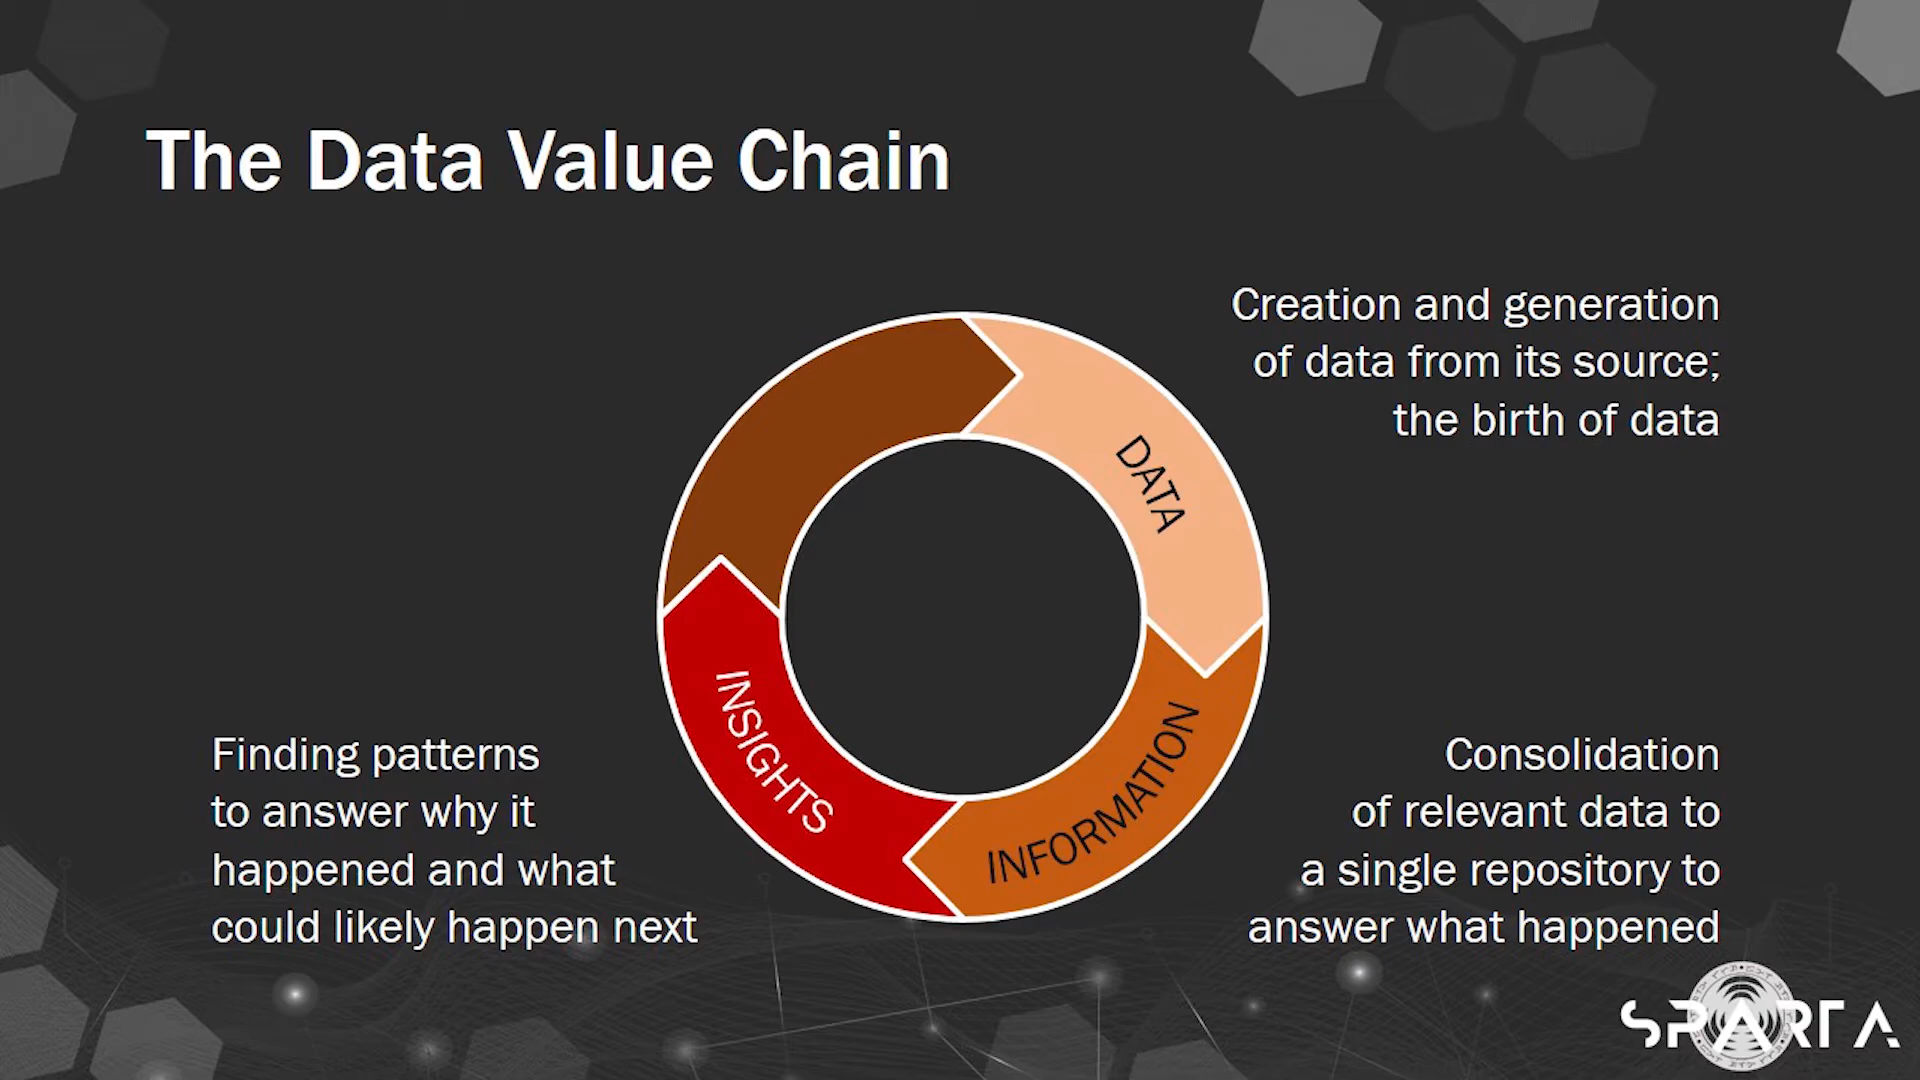 The Data Value Chain
Creation and generation
of data from its source;
the birth of data
DATA
INFORMATION
INSIGHTS
Finding patterns
to answer why it
happened and what
could likely happen next
Consolidation
of relevant data to
a single repository to
answer what happened
SPARTA